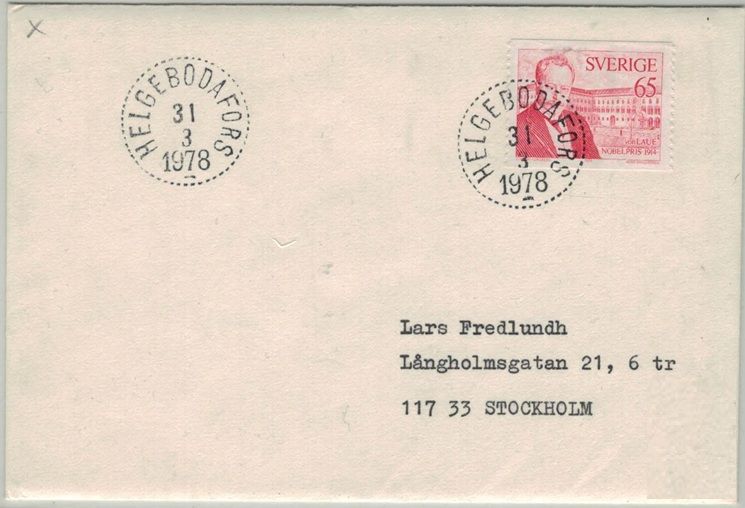 x
HELGEBODAFORS
31
3
1978
SVERIGE
65
von LAUE
NOBELPRIS 1914
HELGEBODAFORS
31
3
1978
Lars Fredlundh
Långholmsgatan 21, 6 tr
117 33 STOCKHOLM